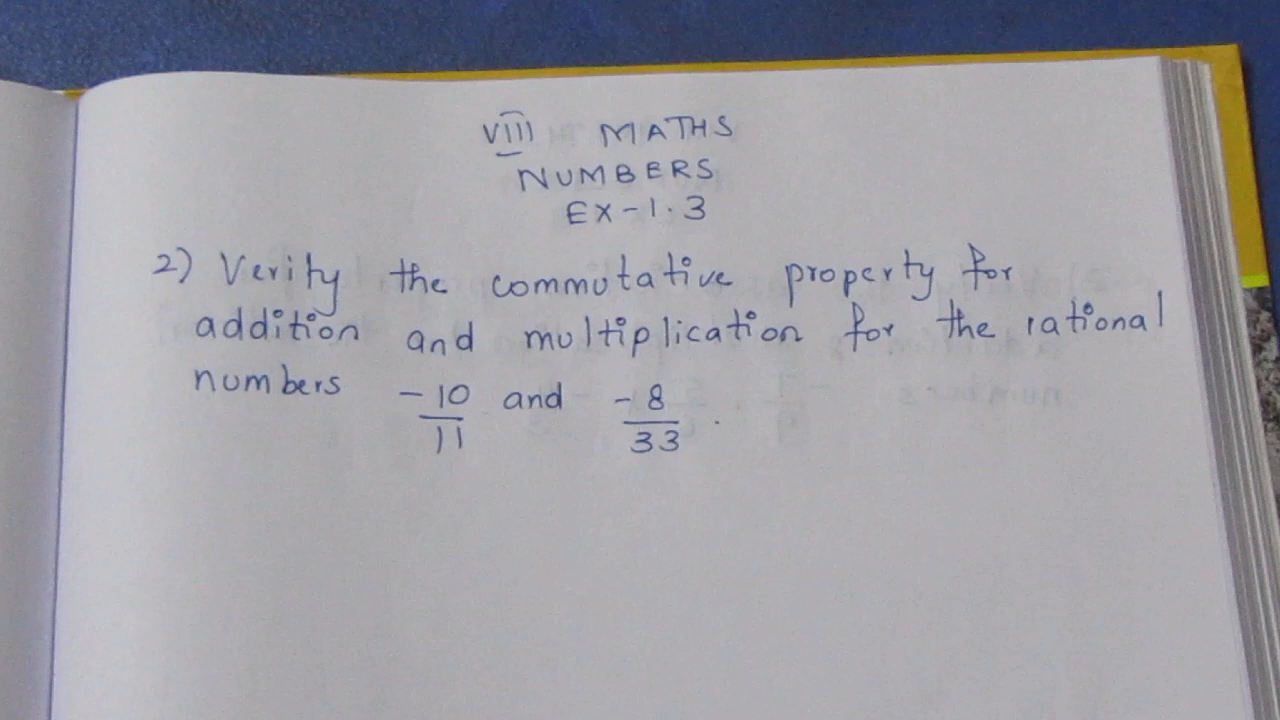 VIII MATHS
NUMBERS
EX-1.3
2) Verify the commutative property for
addition and multiplication for the rational
numbers -10/11 and -8/33.